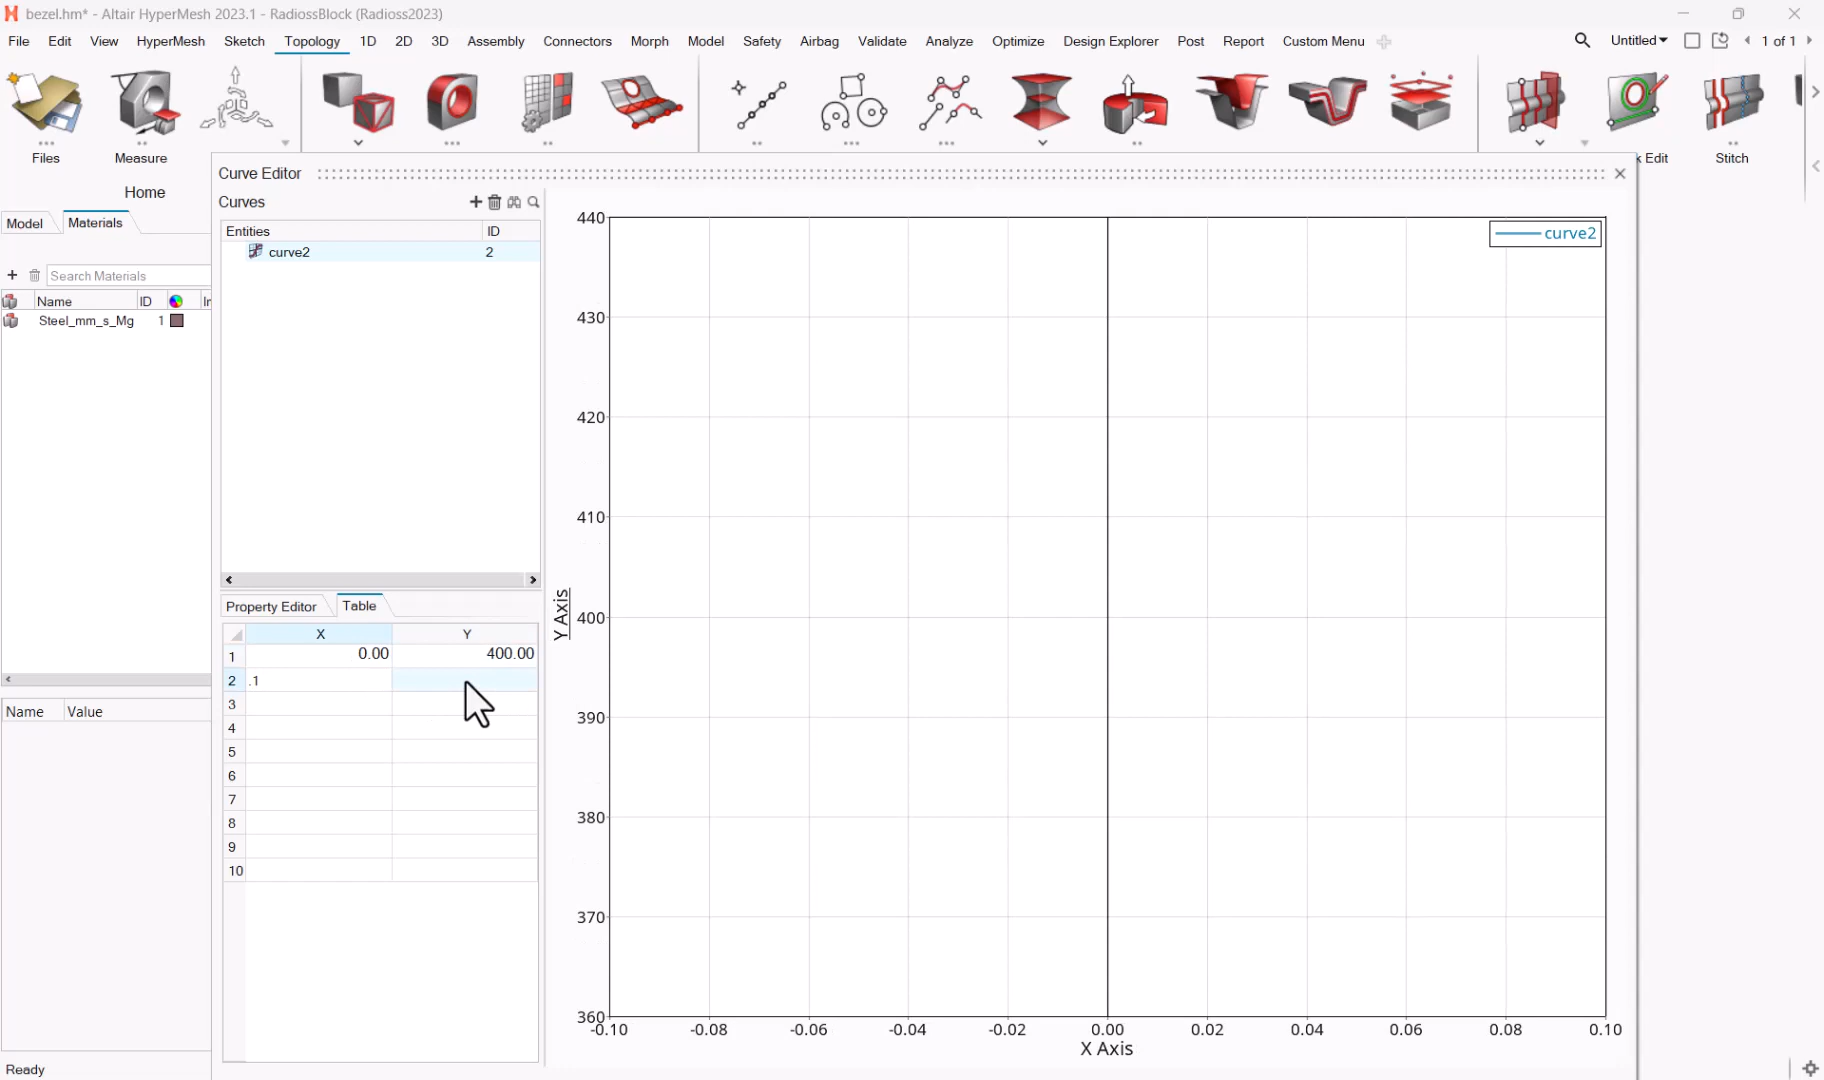 bezel.hm* - Altair HyperMesh 2023.1 - RadiossBlock (Radioss2023)
File Edit View HyperMesh Sketch Topology 1D 2D 3D Assembly Connectors Morph Model Safety Airbag Validate Analyze Optimize Design Explorer Post Report Custom Menu Untitled 1 of 1
Files Measure k Edit Stitch
Home
Curve Editor
Curves
Model Materials
Entities ID
curve2 2
Search Materials
Name ID In
Steel_mm_s_Mg 1
Name Value
Property Editor Table
X Y
1 0.00 400.00
2 .1
3
4
5
6
7
8
9
10
curve2
440
430
420
410
400
390
380
370
360
Y Axis
-0.10 -0.08 -0.06 -0.04 -0.02 0.00 0.02 0.04 0.06 0.08 0.10
X Axis
Ready